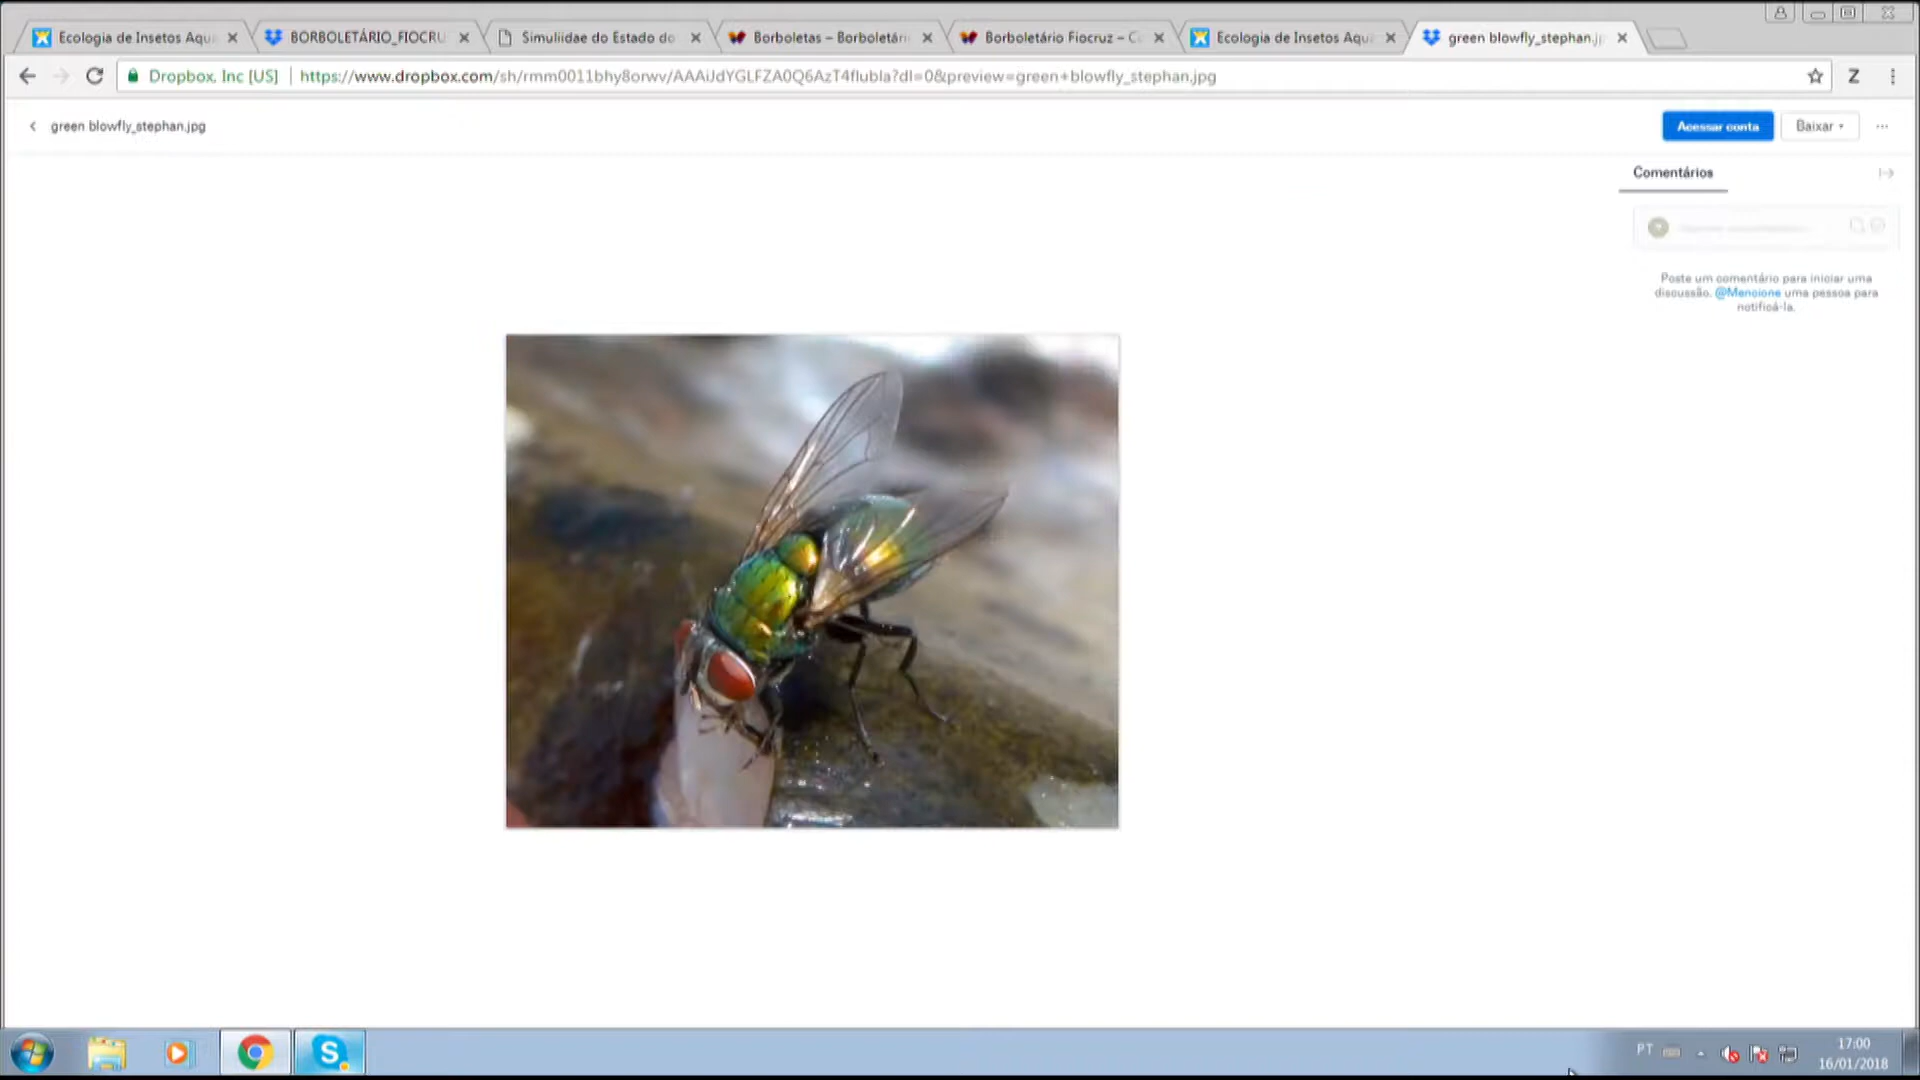 Ecologia de Insetos Aqu
BORBOLETÁRIO_FIOCRU
Simuliidae do Estado do
Borboletas – Borboletári
Borboletário Fiocruz – C
Ecologia de Insetos Aqu
green blowfly_stephan.jp
Dropbox, Inc [US]
https://www.dropbox.com/sh/rmm0011bhy8orwv/AAAiJdYGLFZA0Q6AzT4flubla?dl=0&preview=green+blowfly_stephan.jpg
Z
green blowfly_stephan.jpg
Acessar conta
Baixar
Comentários
Poste um comentário para iniciar uma
discussão. @Mencione uma pessoa para
notificá-la.
PT
17:00
16/01/2018